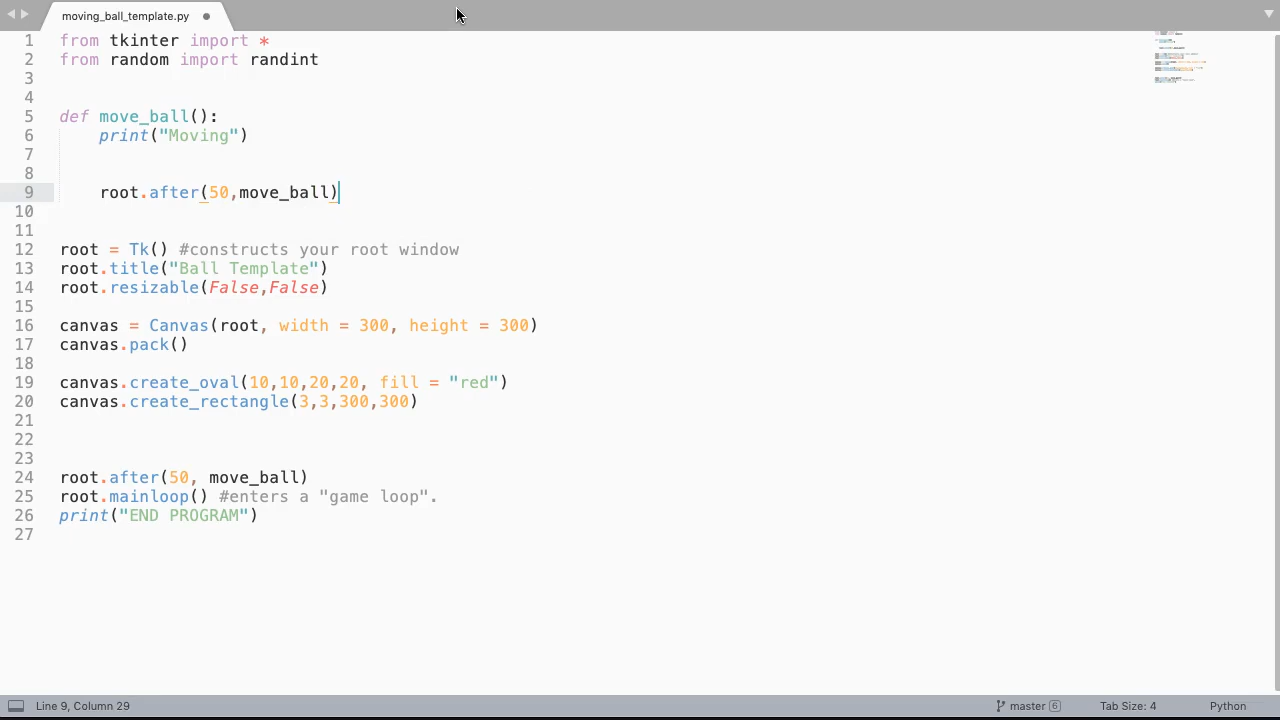 moving_ball_template.py
1 from tkinter import *
2 from random import randint
3
4
5 def move_ball():
6     print("Moving")
7
8
9     root.after(50,move_ball)
10
11
12 root = Tk() #constructs your root window
13 root.title("Ball Template")
14 root.resizable(False,False)
15
16 canvas = Canvas(root, width = 300, height = 300)
17 canvas.pack()
18
19 canvas.create_oval(10,10,20,20, fill = "red")
20 canvas.create_rectangle(3,3,300,300)
21
22
23
24 root.after(50, move_ball)
25 root.mainloop() #enters a "game loop".
26 print("END PROGRAM")
27
Line 9, Column 29 master 6 Tab Size: 4 Python